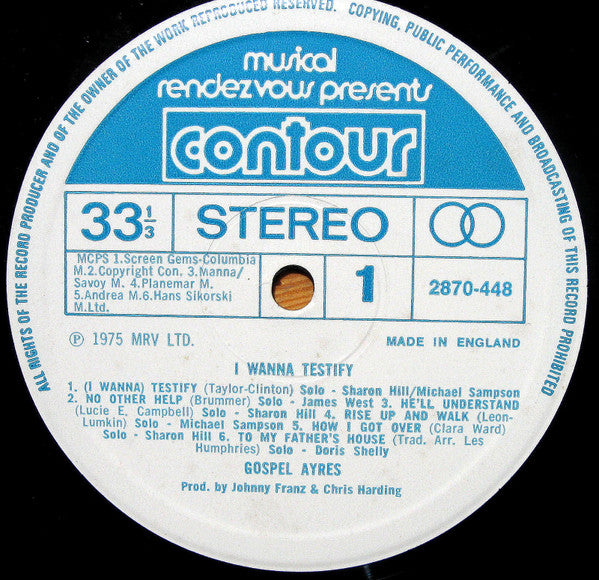 ALL RIGHTS OF THE RECORD PRODUCER AND OF THE OWNER OF THE WORK REPRODUCED RESERVED. COPYING, PUBLIC PERFORMANCE AND BROADCASTING OF THIS RECORD PROHIBITED
musical
rendezvous presents
contour
33 1/3
STEREO
MCPS 1.Screen Gems-Columbia
M.2.Copyright Con. 3.Manna/
Savoy M. 4.Planemar M.
5.Andrea M.6.Hans Sikorski
M.Ltd.
1
2870-448
Ⓟ 1975 MRV LTD.
MADE IN ENGLAND
I WANNA TESTIFY
1. (I WANNA) TESTIFY (Taylor-Clinton) Solo - Sharon Hill/Michael Sampson
2. NO OTHER HELP (Brummer) Solo - James West 3. HE'LL UNDERSTAND
(Lucie E. Campbell) Solo - Sharon Hill 4. RISE UP AND WALK (Leon-
Lumkin) Solo - Michael Sampson 5. HOW I GOT OVER (Clara Ward)
Solo - Sharon Hill 6. TO MY FATHER'S HOUSE (Trad. Arr. Les
Humphries) Solo - Doris Shelly
GOSPEL AYRES
Prod. by Johnny Franz & Chris Harding